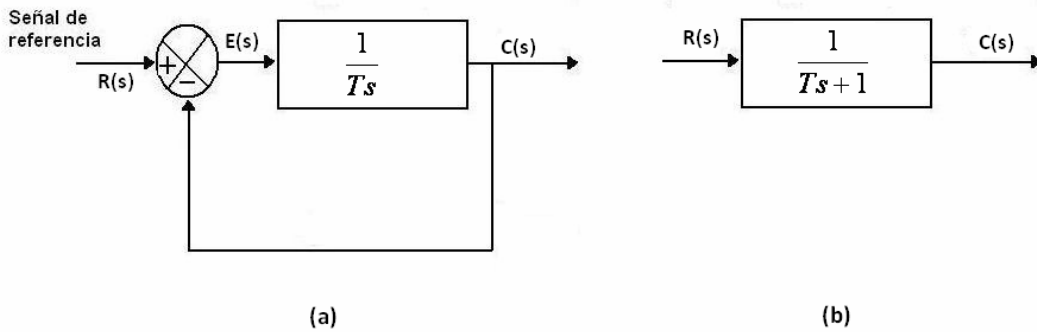 Señal de
referencia
R(s)
+
−
E(s)
1
Ts
C(s)
(a)
R(s)
1
Ts + 1
C(s)
(b)